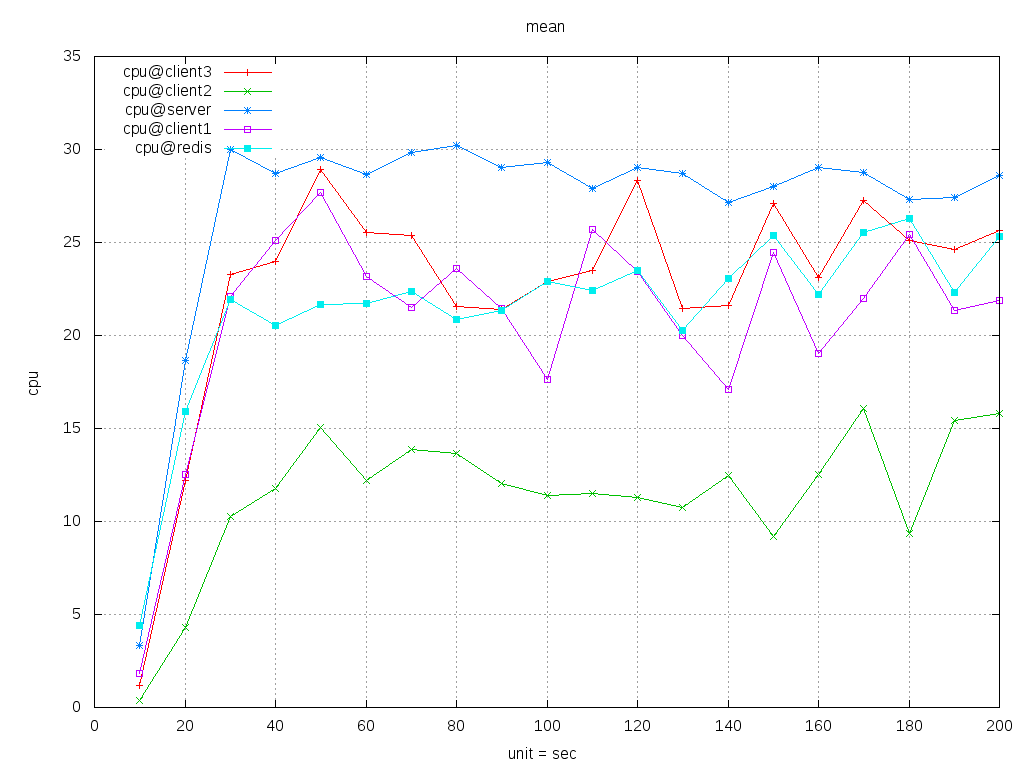 mean
35
30
25
20
15
10
5
0
cpu
cpu@client3
cpu@client2
cpu@server
cpu@client1
cpu@redis
0 20 40 60 80 100 120 140 160 180 200
unit = sec